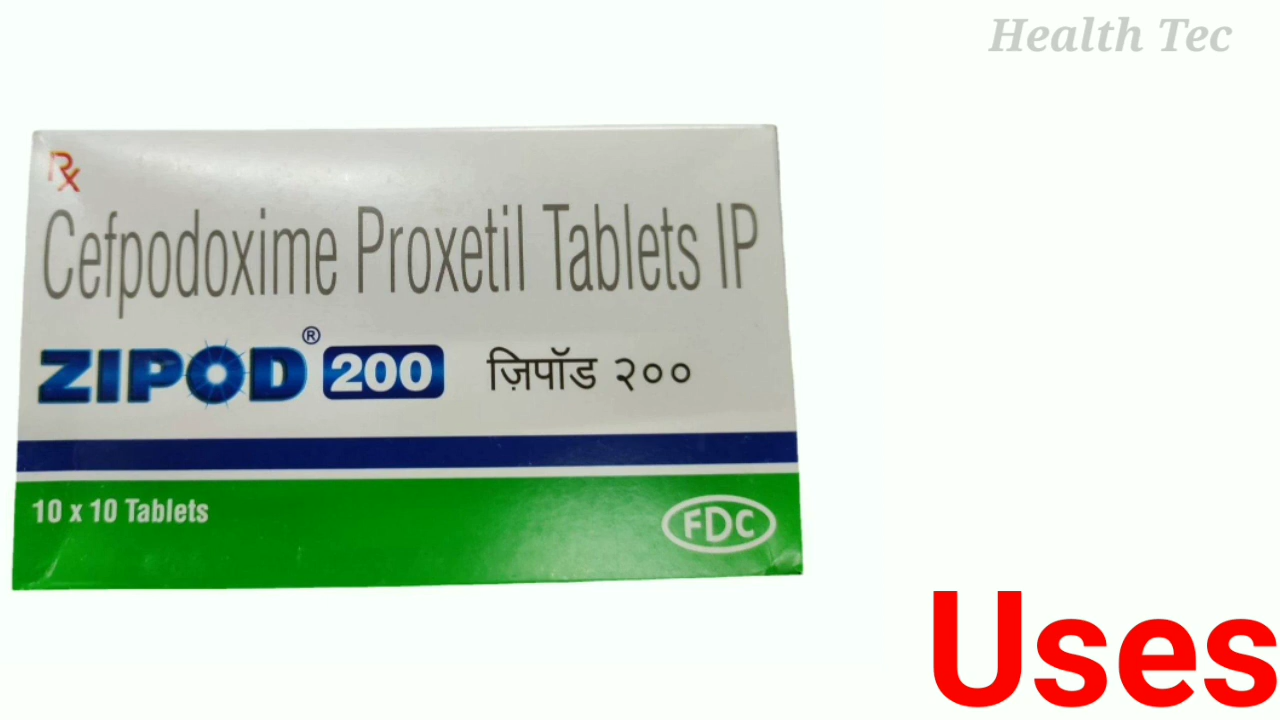 Health Tec
Rx
Cefpodoxime Proxetil Tablets IP
ZIPOD® 200 ज़िपॉड २००
10 x 10 Tablets
FDC
Uses